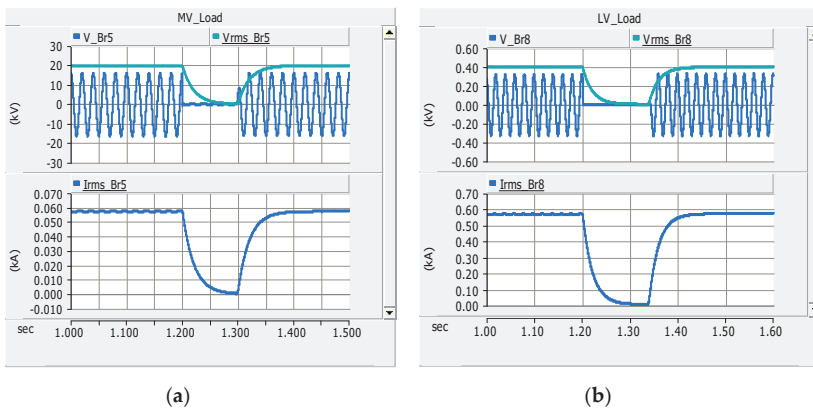 MV_Load
V_Br5 Vrms_Br5
30
20
10
0
-10
-20
-30
(kV)
Irms_Br5
0.070
0.060
0.050
0.040
0.030
0.020
0.010
0.000
-0.010
(kA)
sec 1.000 1.100 1.200 1.300 1.400 1.500
(a)
LV_Load
V_Br8 Vrms_Br8
0.60
0.40
0.20
0.00
-0.20
-0.40
-0.60
(kV)
Irms_Br8
0.70
0.60
0.50
0.40
0.30
0.20
0.10
0.00
(kA)
sec 1.00 1.10 1.20 1.30 1.40 1.50 1.60
(b)